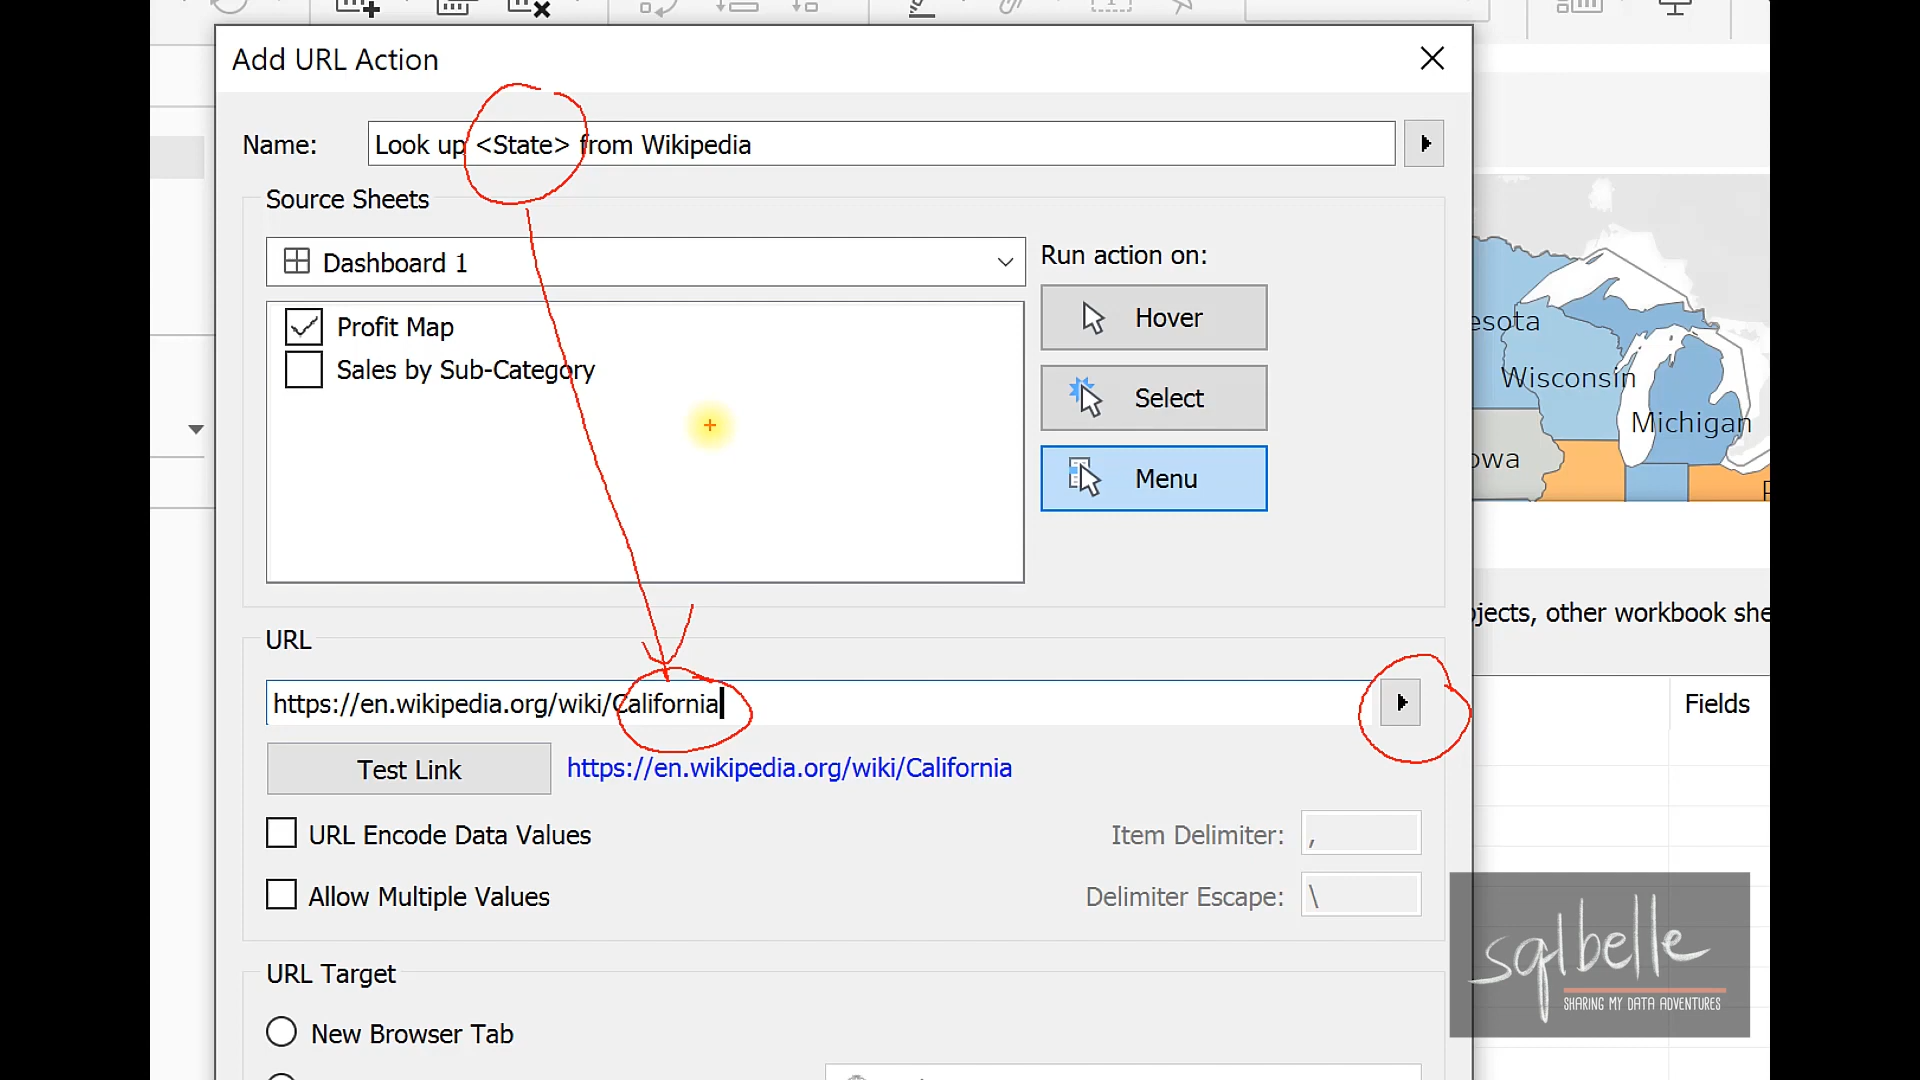 Add URL Action
Name: Look up <State> from Wikipedia
Source Sheets
Dashboard 1
Run action on:
Profit Map
Sales by Sub-Category
Hover
Select
Menu
esota
Wisconsin
Michigan
owa
URL
jects, other workbook she
https://en.wikipedia.org/wiki/California
Fields
Test Link https://en.wikipedia.org/wiki/California
URL Encode Data Values
Item Delimiter: ,
Allow Multiple Values
Delimiter Escape: \
sqlbelle
SHARING MY DATA ADVENTURES
URL Target
New Browser Tab